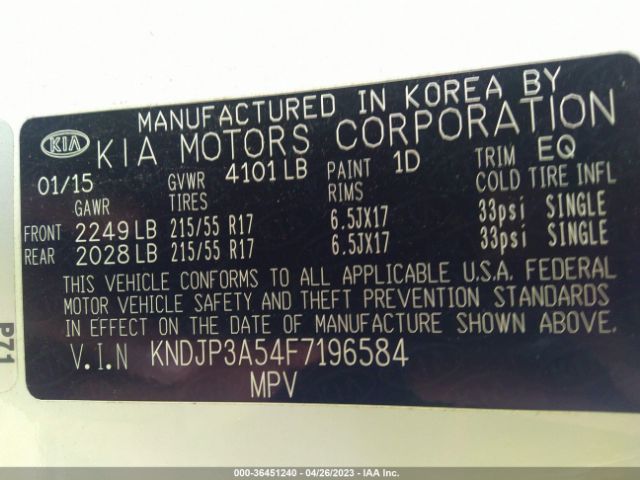 MANUFACTURED IN KOREA BY
KIA KIA MOTORS CORPORATION
01/15 GVWR 4101 LB PAINT 1D TRIM EQ
GAWR TIRES RIMS COLD TIRE INFL
FRONT 2249 LB 215/55 R17 6.5JX17 33psi SINGLE
REAR 2028 LB 215/55 R17 6.5JX17 33psi SINGLE
THIS VEHICLE CONFORMS TO ALL APPLICABLE U.S.A. FEDERAL
MOTOR VEHICLE SAFETY AND THEFT PREVENTION STANDARDS
IN EFFECT ON THE DATE OF MANUFACTURE SHOWN ABOVE.
V.I.N KNDJP3A54F7196584
MPV
PZ1
000-36451240 - 04/26/2023 - IAA Inc.